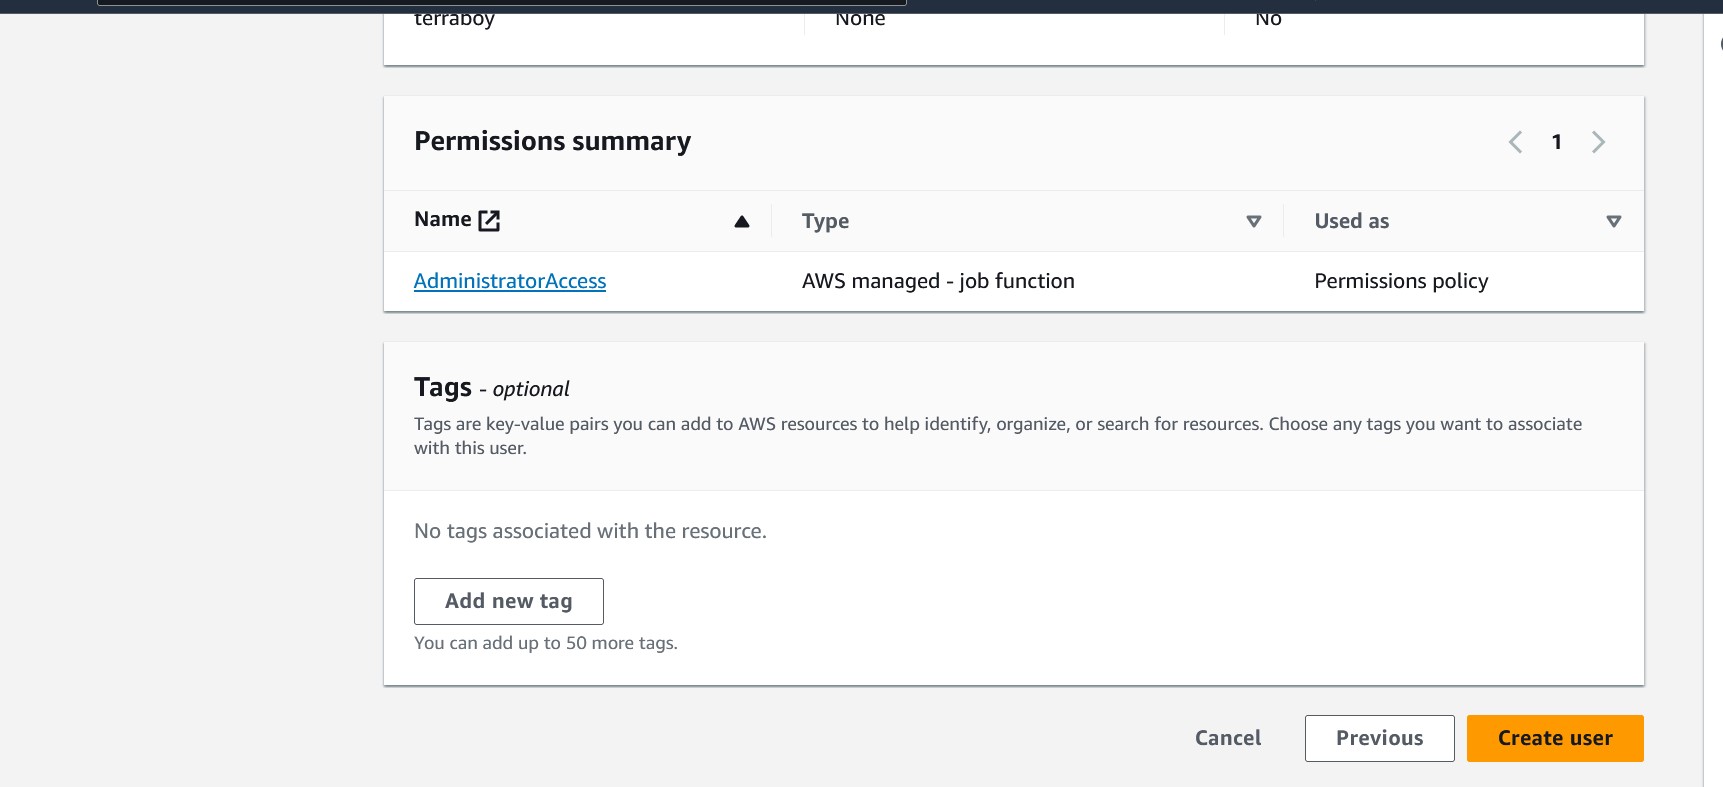 terraboy None No
Permissions summary 1
Name Type Used as
AdministratorAccess AWS managed - job function Permissions policy
Tags - optional
Tags are key-value pairs you can add to AWS resources to help identify, organize, or search for resources. Choose any tags you want to associate
with this user.
No tags associated with the resource.
Add new tag
You can add up to 50 more tags.
Cancel Previous Create user